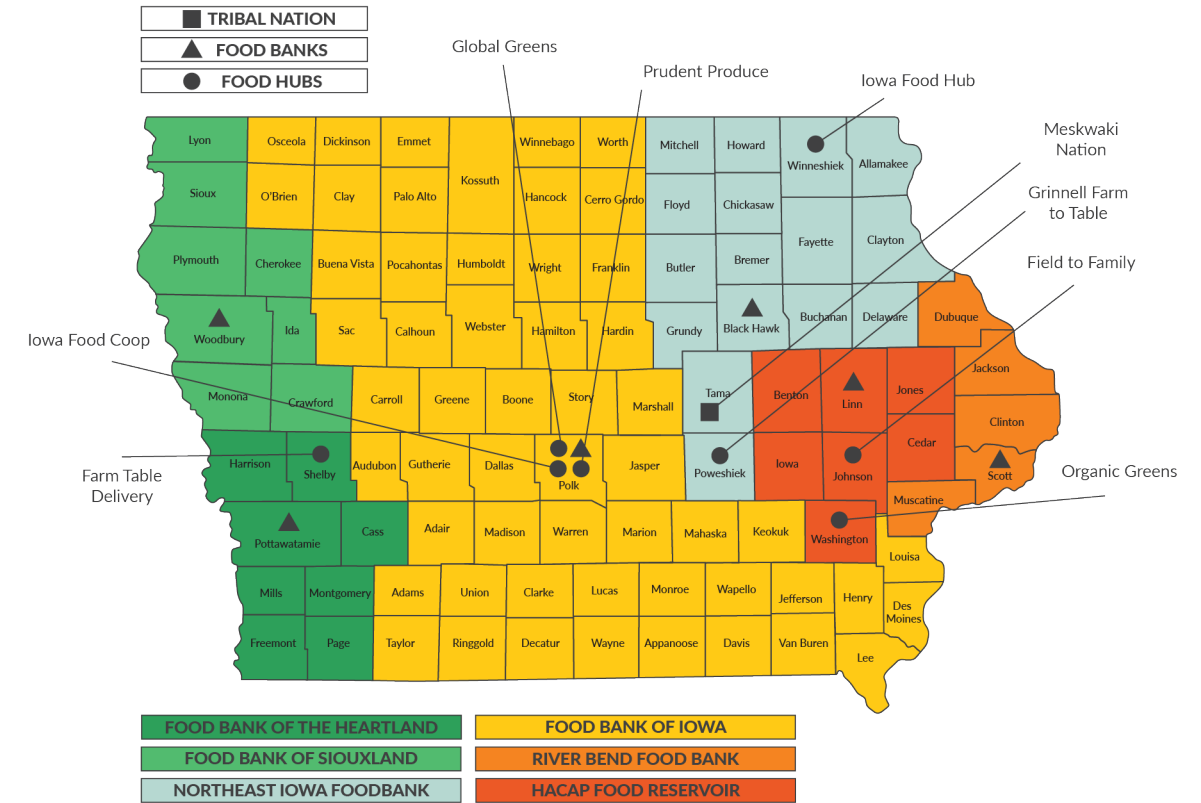 TRIBAL NATION
FOOD BANKS
FOOD HUBS
Global Greens
Prudent Produce
Iowa Food Hub
Meskwaki
Nation
Grinnell Farm
to Table
Field to Family
Organic Greens
Iowa Food Coop
Farm Table
Delivery
Lyon
Osceola
Dickinson
Emmet
Kossuth
Winnebago
Worth
Mitchell
Howard
Winneshiek
Allamakee
Sioux
O'Brien
Clay
Palo Alto
Hancock
Cerro Gordo
Floyd
Chickasaw
Fayette
Clayton
Plymouth
Cherokee
Buena Vista
Pocahontas
Humboldt
Wright
Franklin
Butler
Bremer
Woodbury
Ida
Sac
Calhoun
Webster
Hamilton
Hardin
Grundy
Black Hawk
Buchanan
Delaware
Dubuque
Monona
Crawford
Carroll
Greene
Boone
Story
Marshall
Tama
Benton
Linn
Jones
Jackson
Clinton
Harrison
Shelby
Audubon
Gutherie
Dallas
Polk
Jasper
Poweshiek
Iowa
Johnson
Cedar
Scott
Muscatine
Pottawatamie
Cass
Adair
Madison
Warren
Marion
Mahaska
Keokuk
Washington
Louisa
Mills
Montgomery
Adams
Union
Clarke
Lucas
Monroe
Wapello
Jefferson
Henry
Des
Moines
Freemont
Page
Taylor
Ringgold
Decatur
Wayne
Appanoose
Davis
Van Buren
Lee
FOOD BANK OF THE HEARTLAND
FOOD BANK OF IOWA
FOOD BANK OF SIOUXLAND
RIVER BEND FOOD BANK
NORTHEAST IOWA FOODBANK
HACAP FOOD RESERVOIR